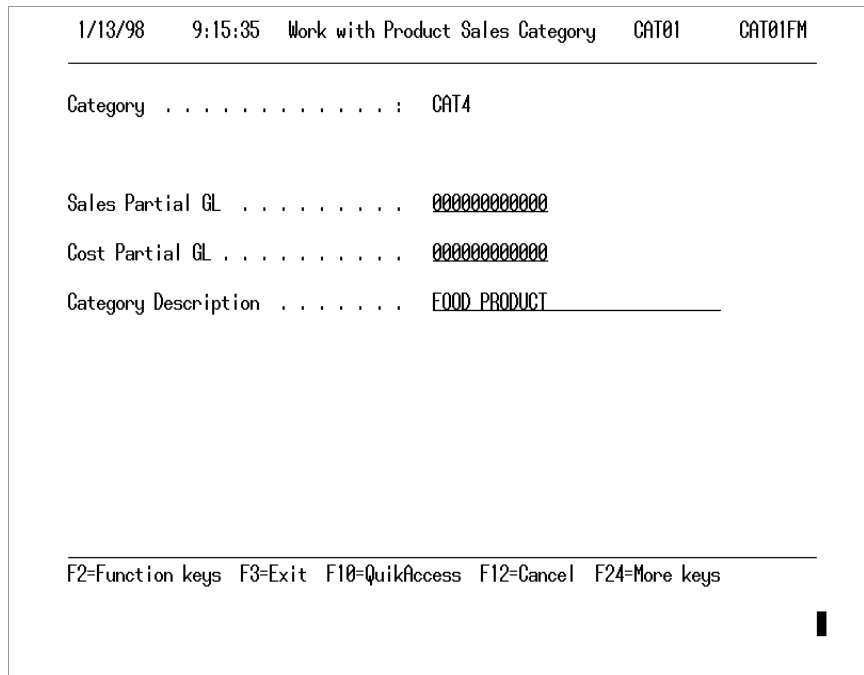 1/13/98 9:15:35 Work with Product Sales Category CAT01 CAT01FM
Category . . . . . . . . . . . . : CAT4
Sales Partial GL . . . . . . . . . 000000000000
Cost Partial GL . . . . . . . . . . 000000000000
Category Description . . . . . . . FOOD PRODUCT
F2=Function keys F3=Exit F10=QuikAccess F12=Cancel F24=More keys